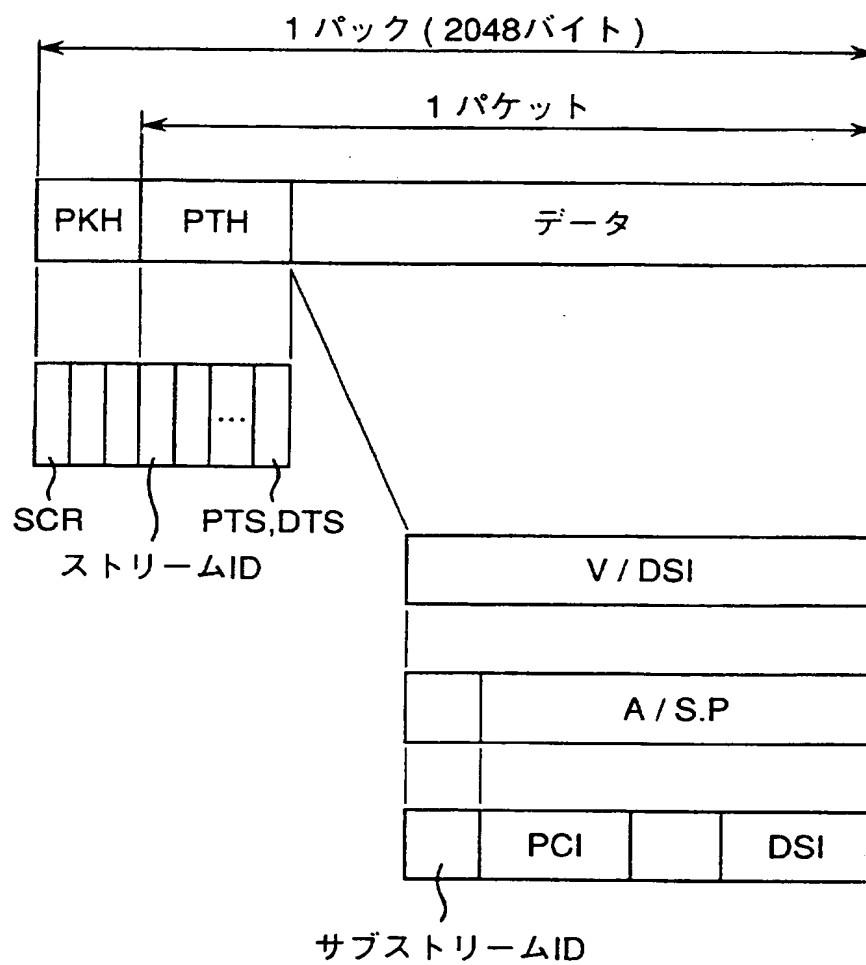 1 パック ( 2048バイト )
1 パケット
PKH PTH データ
...
SCR PTS,DTS
ストリームID
V / DSI
A / S.P
PCI DSI
サブストリームID